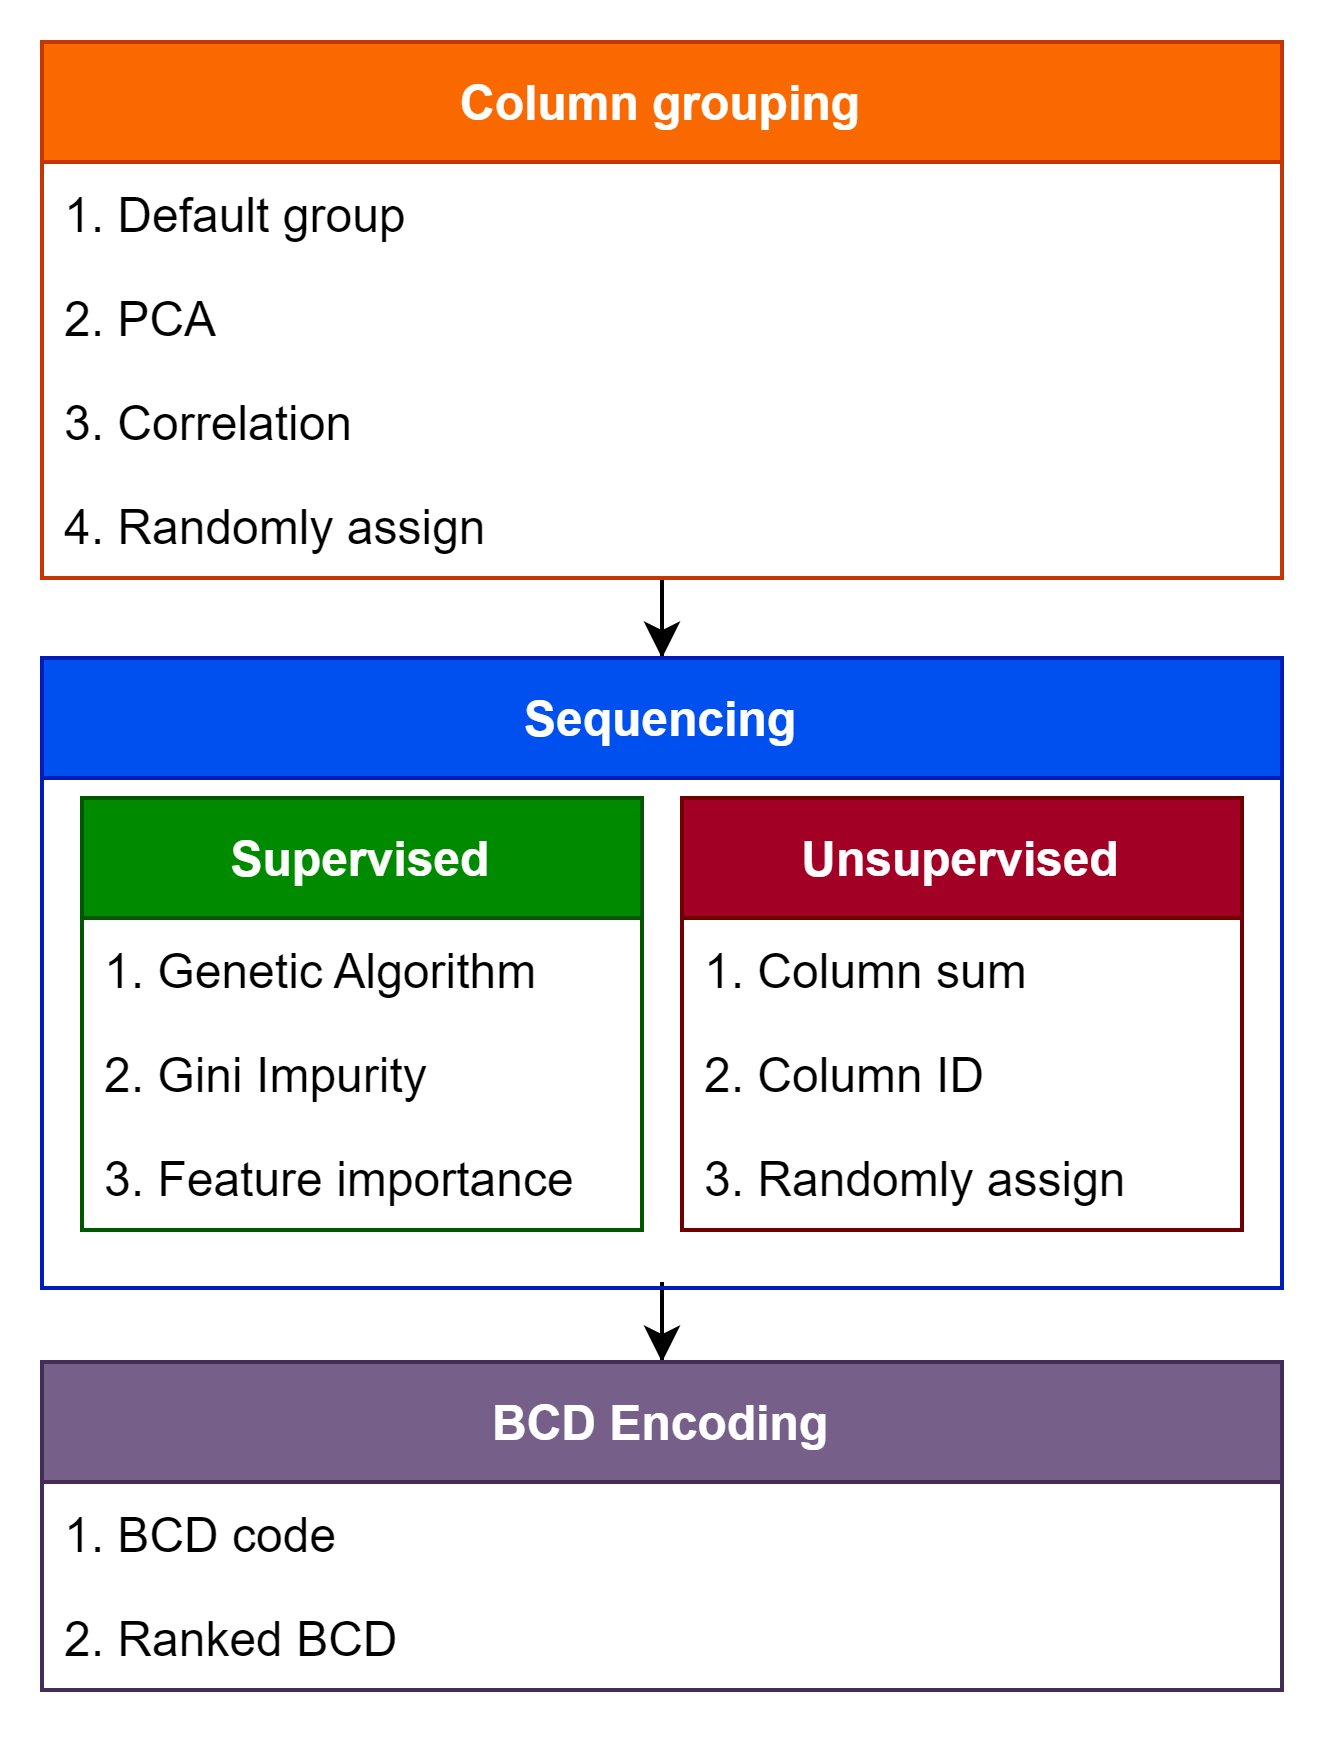 Column grouping
1. Default group
2. PCA
3. Correlation
4. Randomly assign
Sequencing
Supervised
1. Genetic Algorithm
2. Gini Impurity
3. Feature importance
Unsupervised
1. Column sum
2. Column ID
3. Randomly assign
BCD Encoding
1. BCD code
2. Ranked BCD